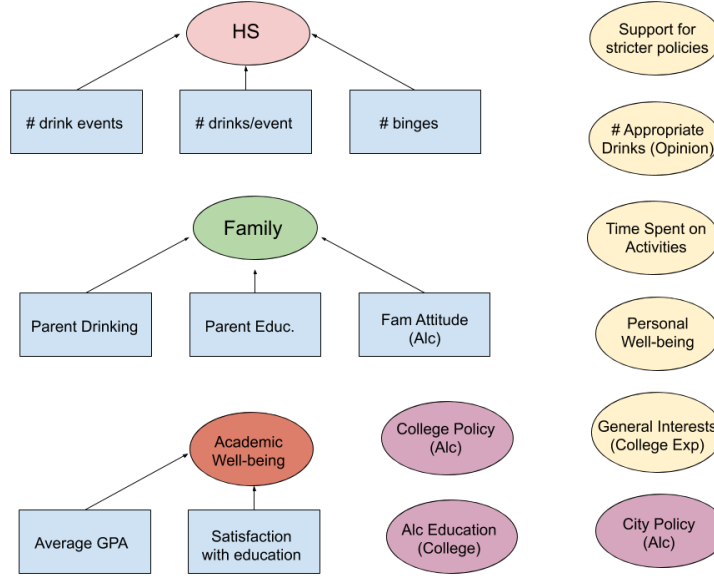 HS
# drink events
# drinks/event
# binges
Family
Parent Drinking
Parent Educ.
Fam Attitude
(Alc)
Academic
Well-being
Average GPA
Satisfaction
with education
College Policy
(Alc)
Alc Education
(College)
Support for
stricter policies
# Appropriate
Drinks (Opinion)
Time Spent on
Activities
Personal
Well-being
General Interests
(College Exp)
City Policy
(Alc)